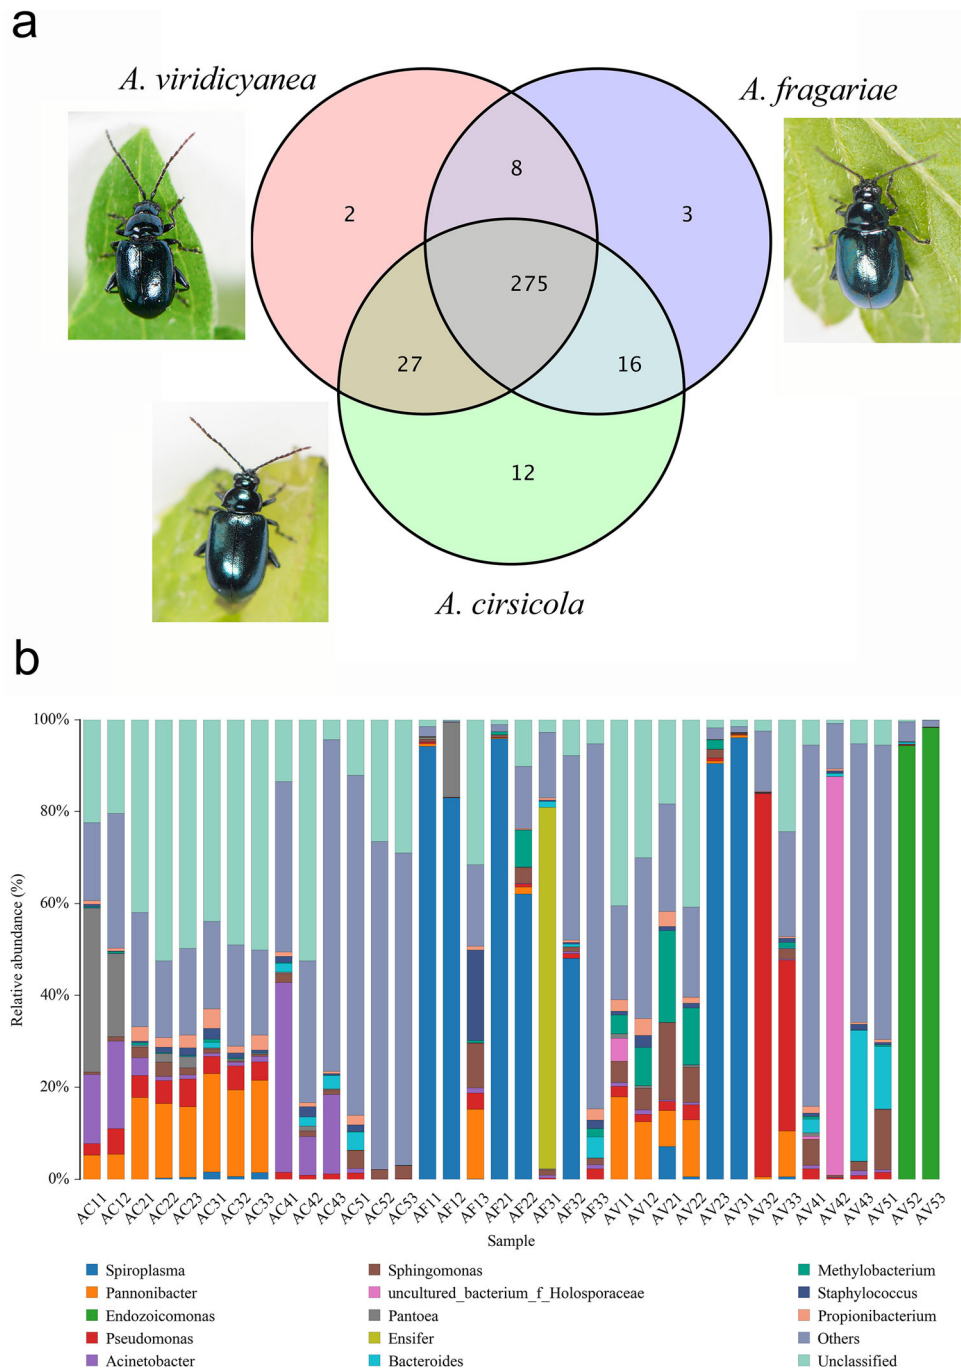 a
A. viridicyanea
A. fragariae
8
2
3
275
27
16
12
A. cirsicola
b
100%
80%
60%
40%
20%
0%
Relative abundance (%)
AC11 AC12 AC21 AC22 AC23 AC31 AC32 AC33 AC41 AC42 AC43 AC51 AC52 AC53 AF11 AF12 AF13 AF21 AF22 AF31 AF32 AF33 AV11 AV12 AV21 AV22 AV23 AV31 AV32 AV33 AV41 AV42 AV43 AV51 AV52 AV53
Sample
Spiroplasma
Pannonibacter
Endozoicomonas
Pseudomonas
Acinetobacter
Sphingomonas
uncultured_bacterium_f_Holosporaceae
Pantoea
Ensifer
Bacteroides
Methylobacterium
Staphylococcus
Propionibacterium
Others
Unclassified